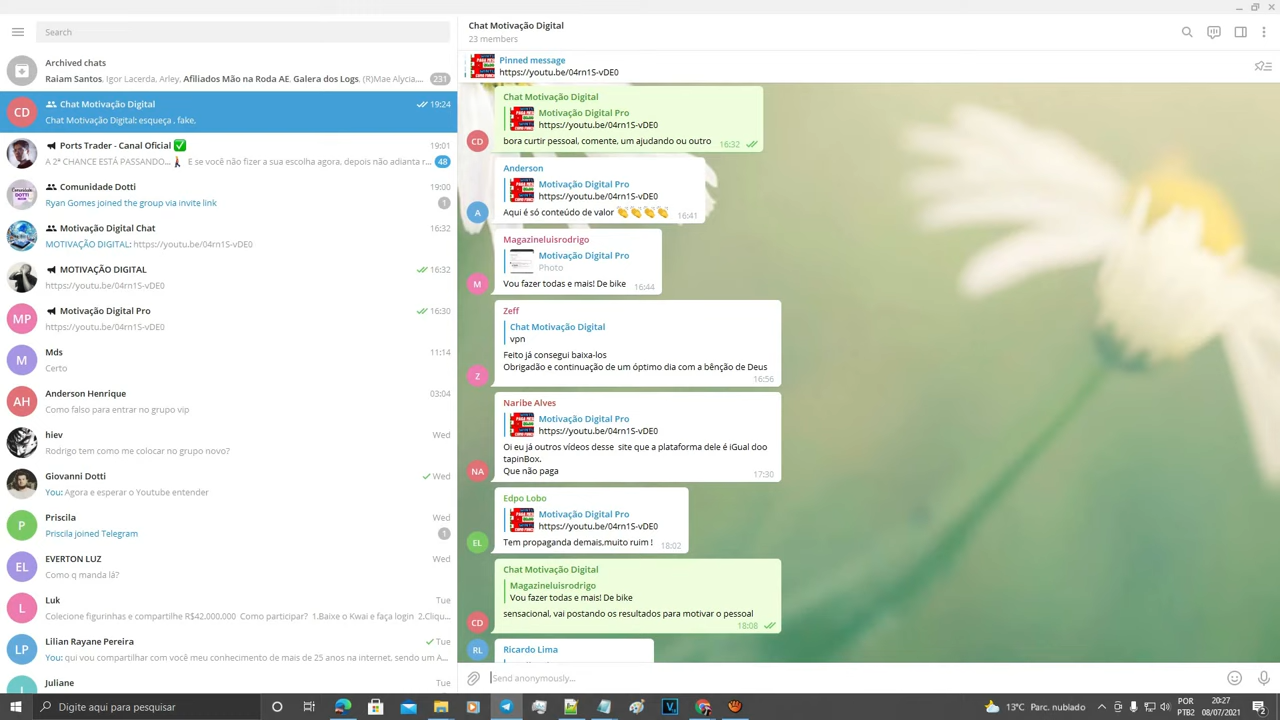 Search
Archived chats
Raiam Santos, Igor Lacerda, Arley, Afiliados Mão na Roda AE, Galera dos Logs, (R)Mae Alycia,...
231
CD
Chat Motivação Digital
19:24
Chat Motivação Digital: esqueça , fake,
Ports Trader - Canal Oficial ✅
19:01
A 2ª CHANCE ESTÁ PASSANDO... 🚶 E se você não fizer a sua escolha agora, depois não adianta r...
48
Comunidade Dotti
19:00
Ryan Gomes joined the group via invite link
1
Motivação Digital Chat
16:32
MOTIVAÇÃO DIGITAL: https://youtu.be/04rn1S-vDE0
MOTIVAÇÃO DIGITAL
16:32
https://youtu.be/04rn1S-vDE0
MP
Motivação Digital Pro
16:30
https://youtu.be/04rn1S-vDE0
M
Mds
11:14
Certo
AH
Anderson Henrique
03:04
Como falso para entrar no grupo vip
hiev
Wed
Rodrigo tem como me colocar no grupo novo?
Giovanni Dotti
Wed
You: Agora e esperar o Youtube entender
P
Priscila
Wed
Priscila joined Telegram
1
EL
EVERTON LUZ
Wed
Como q manda lá?
L
Luk
Tue
Colecione figurinhas e compartilhe R$42.000,000 Como participar? 1.Baixe o Kwai e faça login 2.Cliqu...
LP
Lilian Rayane Pereira
Tue
You: qui vou compartilhar com você meu conhecimento de mais de 25 anos na internet, sendo um A...
J
Juliane
Tue
Chat Motivação Digital
23 members
Pinned message
https://youtu.be/04rn1S-vDE0
Chat Motivação Digital
Motivação Digital Pro
https://youtu.be/04rn1S-vDE0
CD
bora curtir pessoal, comente, um ajudando ou outro
16:32
Anderson
Motivação Digital Pro
https://youtu.be/04rn1S-vDE0
A
Aqui é só conteúdo de valor 👏👏👏👏
16:41
Magazineluisrodrigo
Motivação Digital Pro
Photo
M
Vou fazer todas e mais! De bike
16:44
Zeff
Chat Motivação Digital
vpn
Feito já consegui baixa-los
Obrigadão e continuação de um óptimo dia com a bênção de Deus
Z
16:56
Naribe Alves
Motivação Digital Pro
https://youtu.be/04rn1S-vDE0
Oi eu já outros vídeos desse site que a plataforma dele é iGual doo
tapinBox.
Que não paga
NA
17:30
Edpo Lobo
Motivação Digital Pro
https://youtu.be/04rn1S-vDE0
EL
Tem propaganda demais,muito ruim !
18:02
Chat Motivação Digital
Magazineluisrodrigo
Vou fazer todas e mais! De bike
sensacional, vai postando os resultados para motivar o pessoal
CD
18:08
RL
Ricardo Lima
Send anonymously...
Digite aqui para pesquisar
13°C Parc. nublado
POR
PTB2
20:27
08/07/2021
2